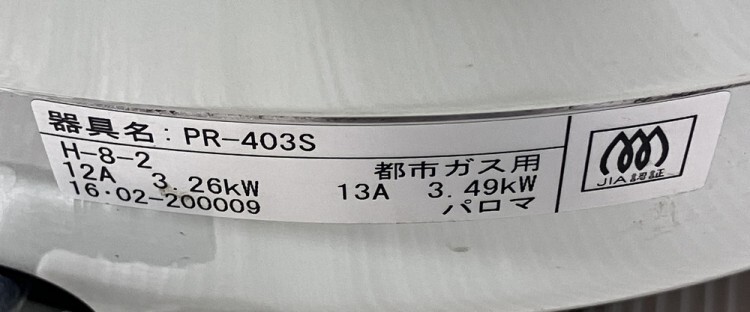 器具名: PR-403S
H-8-2 都市ガス用
12A 3.26kW 13A 3.49kW
16・02-200009 パロマ
JIA認証